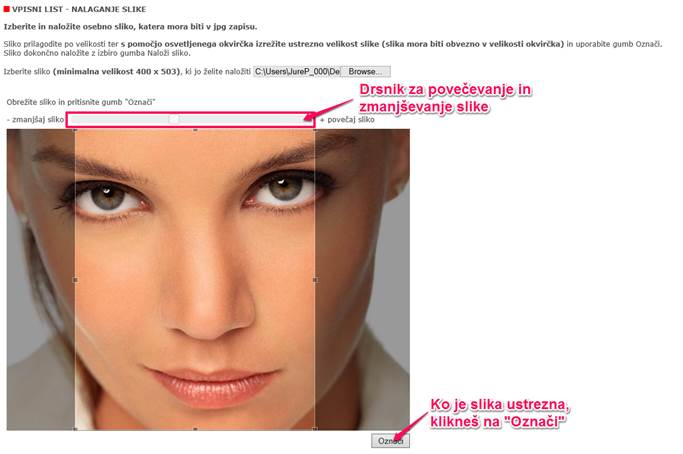 VPISNI LIST - NALAGANJE SLIKE
Izberite in naložite osebno sliko, katera mora biti v jpg zapisu.
Sliko prilagodite po velikosti ter s pomočjo osvetljenega okvirčka izrežite ustrezno velikost slike (slika mora biti obvezno v velikosti okvirčka) in uporabite gumb Označi.
Sliko dokončno naložite z izbiro gumba Naloži sliko.
Izberite sliko (minimalna velikost 400 x 503), ki jo želite naložiti C:\Users\JureP_000\De Browse...
Drsnik za povečevanje in
zmanjševanje slike
Obrežite sliko in pritisnite gumb "Označi"
- zmanjšaj sliko + povečaj sliko
Ko je slika ustrezna,
klikneš na "Označi"
Označi